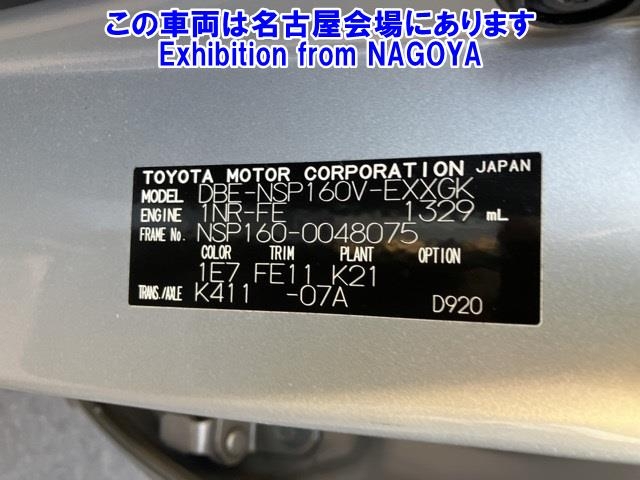 この車両は名古屋会場にあります
Exhibition from NAGOYA
TOYOTA MOTOR CORPORATION JAPAN
MODEL DBE-NSP160V-EXXGK
ENGINE 1NR-FE 1329 mL
FRAME No. NSP160-0048075
COLOR TRIM PLANT OPTION
1E7 FE11 K21
TRANS./AXLE K411 -07A D920